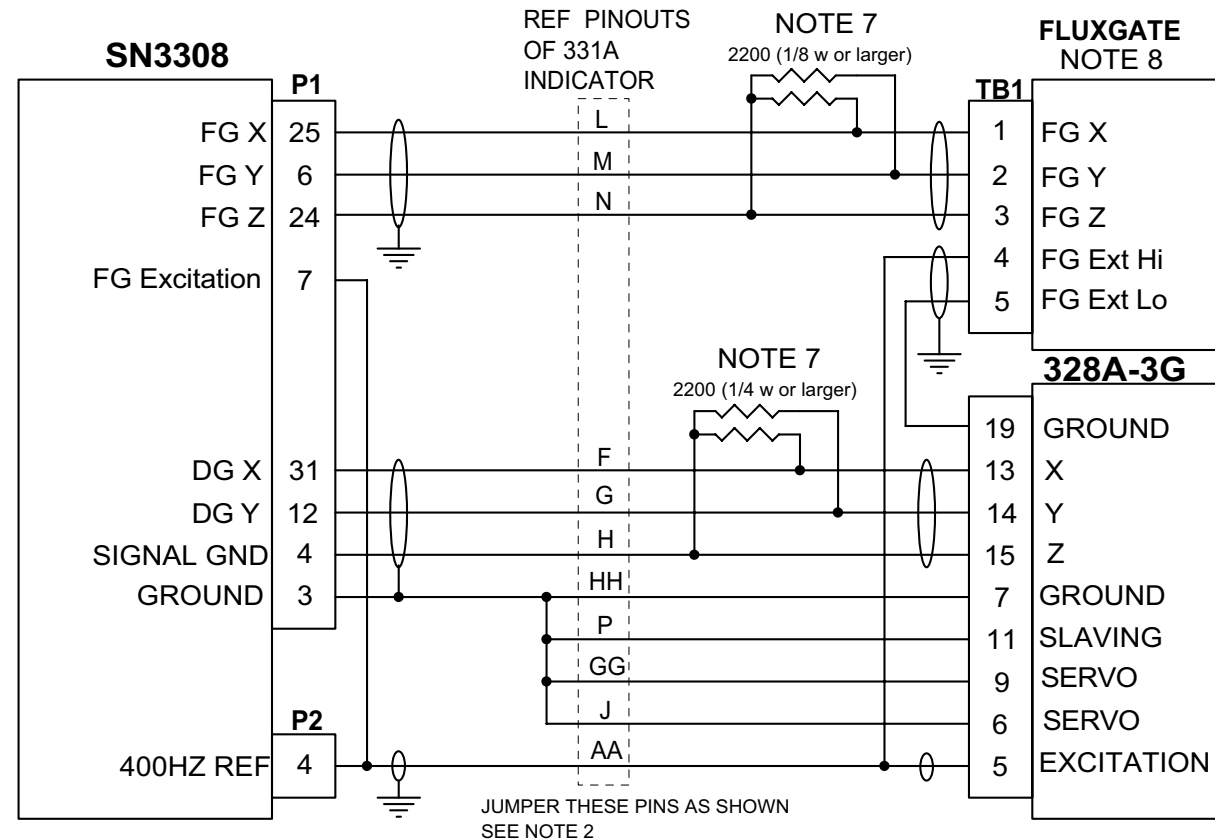 REF PINOUTS
OF 331A
INDICATOR
NOTE 7
2200 (1/8 w or larger)
FLUXGATE
NOTE 8
SN3308
P1
TB1
FG X 25 L 1 FG X
FG Y 6 M 2 FG Y
FG Z 24 N 3 FG Z
4 FG Ext Hi
FG Excitation 7
5 FG Ext Lo
NOTE 7
2200 (1/4 w or larger)
328A-3G
19 GROUND
DG X 31 F 13 X
DG Y 12 G 14 Y
SIGNAL GND 4 H 15 Z
GROUND 3 HH 7 GROUND
P 11 SLAVING
GG 9 SERVO
J 6 SERVO
P2
400HZ REF 4 AA 5 EXCITATION
JUMPER THESE PINS AS SHOWN
SEE NOTE 2